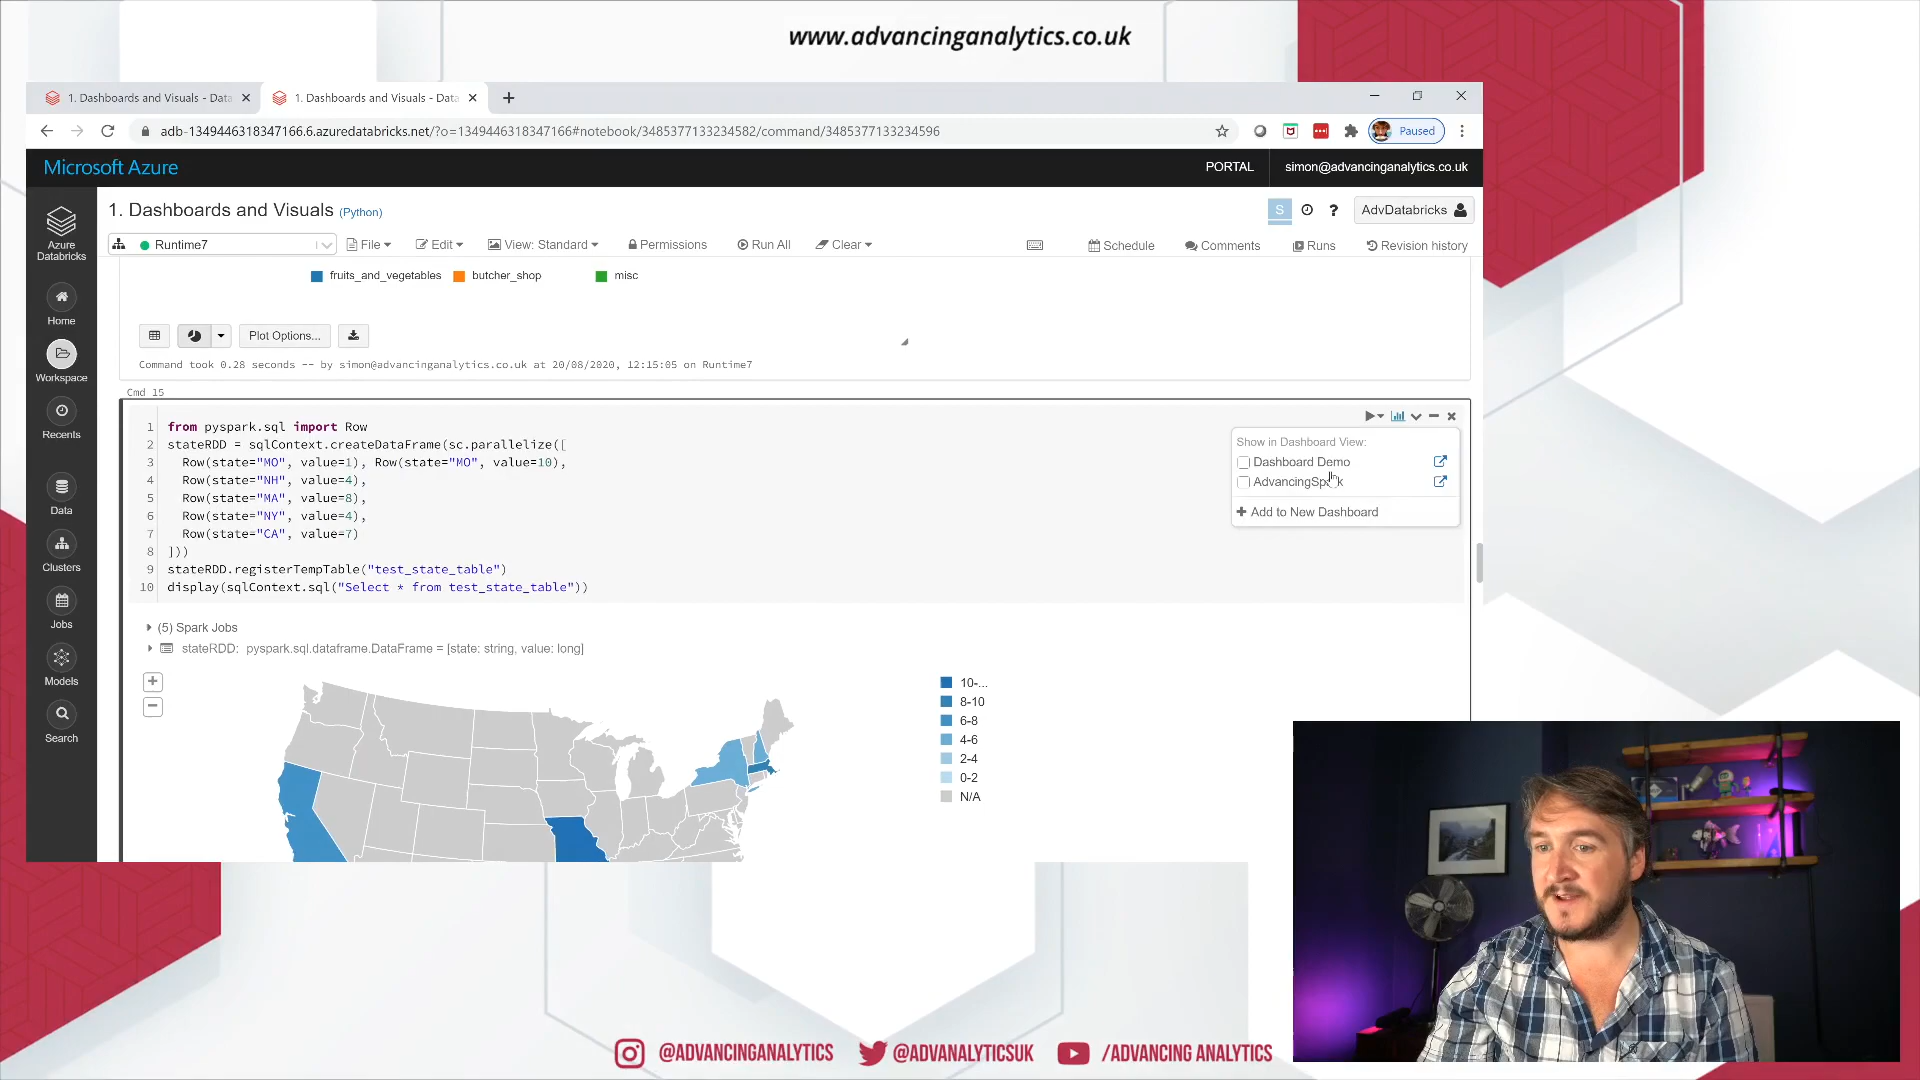 www.advancinganalytics.co.uk
1. Dashboards and Visuals - Data
1. Dashboards and Visuals - Data
adb-1349446318347166.6.azuredatabricks.net/?o=1349446318347166#notebook/3485377133234582/command/3485377133234596
Paused
Microsoft Azure
PORTAL
simon@advancinganalytics.co.uk
Azure Databricks
Home
Workspace
Recents
Data
Clusters
Jobs
Models
Search
1. Dashboards and Visuals (Python)
S
?
AdvDatabricks
Runtime7
File
Edit
View: Standard
Permissions
Run All
Clear
Schedule
Comments
Runs
Revision history
fruits_and_vegetables
butcher_shop
misc
Plot Options...
Command took 0.28 seconds -- by simon@advancinganalytics.co.uk at 20/08/2020, 12:15:05 on Runtime7
Cmd 15
1 from pyspark.sql import Row
2 stateRDD = sqlContext.createDataFrame(sc.parallelize([
3 Row(state="MO", value=1), Row(state="MO", value=10),
4 Row(state="NH", value=4),
5 Row(state="MA", value=8),
6 Row(state="NY", value=4),
7 Row(state="CA", value=7)
8 ]))
9 stateRDD.registerTempTable("test_state_table")
10 display(sqlContext.sql("Select * from test_state_table"))
Show in Dashboard View:
Dashboard Demo
AdvancingSpark
+ Add to New Dashboard
(5) Spark Jobs
stateRDD: pyspark.sql.dataframe.DataFrame = [state: string, value: long]
+
−
10-...
8-10
6-8
4-6
2-4
0-2
N/A
@ADVANCINGANALYTICS
@ADVANALYTICSUK
/ADVANCING ANALYTICS